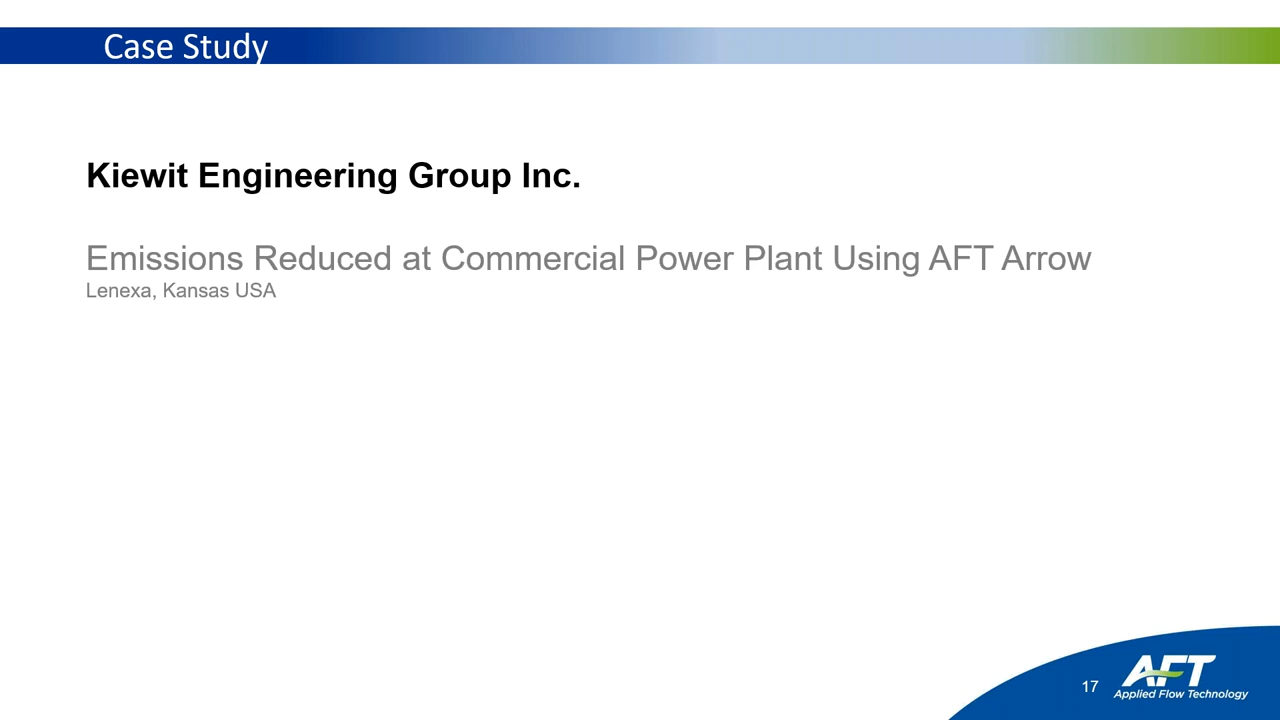 Case Study
Kiewit Engineering Group Inc.
Emissions Reduced at Commercial Power Plant Using AFT Arrow
Lenexa, Kansas USA
17
AFT
Applied Flow Technology